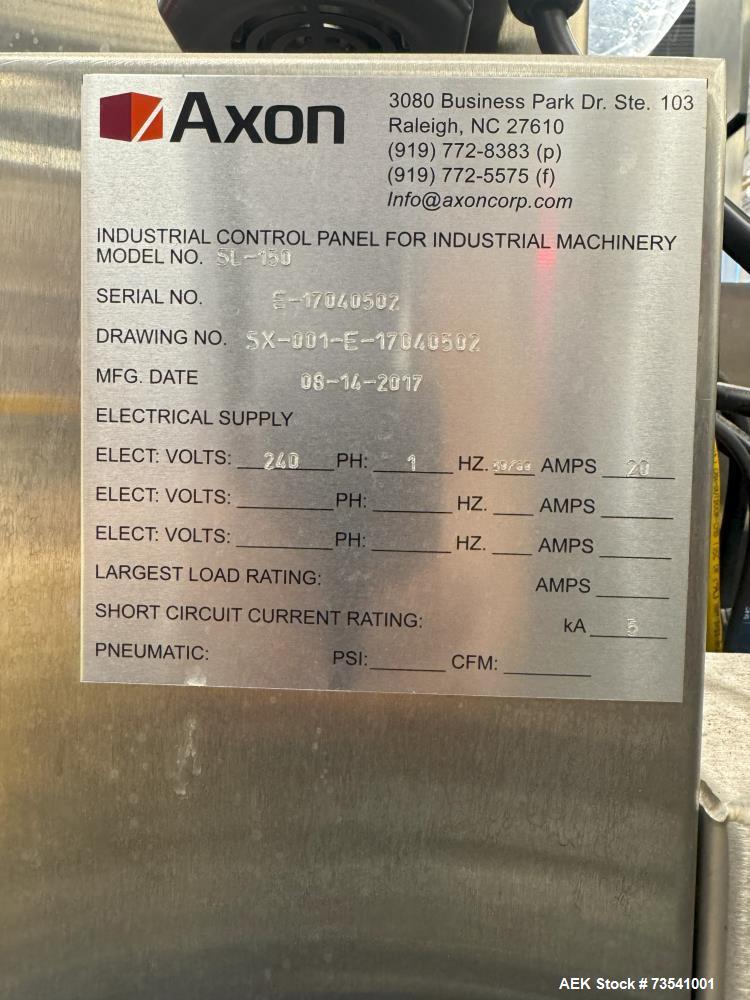 Axon
3080 Business Park Dr. Ste. 103
Raleigh, NC 27610
(919) 772-8383 (p)
(919) 772-5575 (f)
Info@axoncorp.com
INDUSTRIAL CONTROL PANEL FOR INDUSTRIAL MACHINERY
MODEL NO. SL-150
SERIAL NO. E-17040502
DRAWING NO. SX-001-E-17040502
MFG. DATE 08-14-2017
ELECTRICAL SUPPLY
ELECT: VOLTS: 240 PH: 1 HZ. 50/60 AMPS 20
ELECT: VOLTS: PH: HZ. AMPS
ELECT: VOLTS: PH: HZ. AMPS
LARGEST LOAD RATING: AMPS
SHORT CIRCUIT CURRENT RATING: kA 5
PNEUMATIC: PSI: CFM:
AEK Stock # 73541001